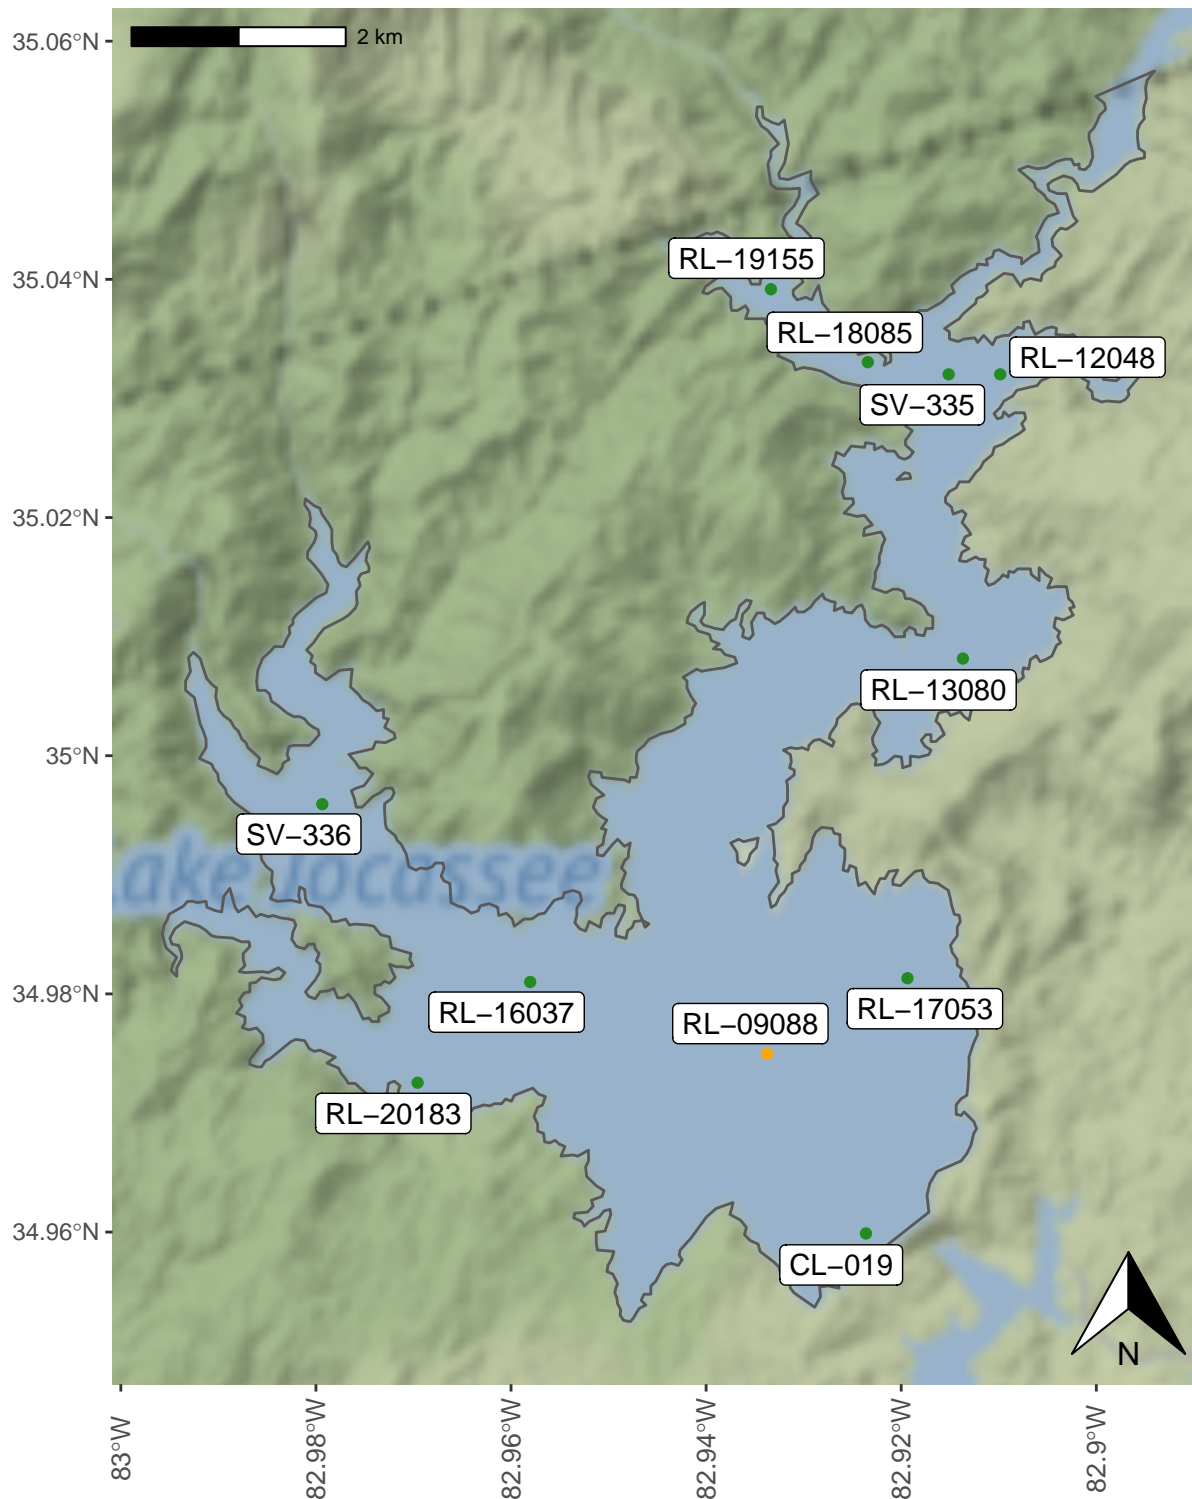 35.06°N
2 km
35.04°N
RL−19155
RL−18085
RL−12048
SV−335
35.02°N
RL−13080
35°N
SV−336
Lake Jocassee
34.98°N
RL−16037
RL−17053
RL−09088
RL−20183
34.96°N
CL−019
N
83°W
82.98°W
82.96°W
82.94°W
82.92°W
82.9°W